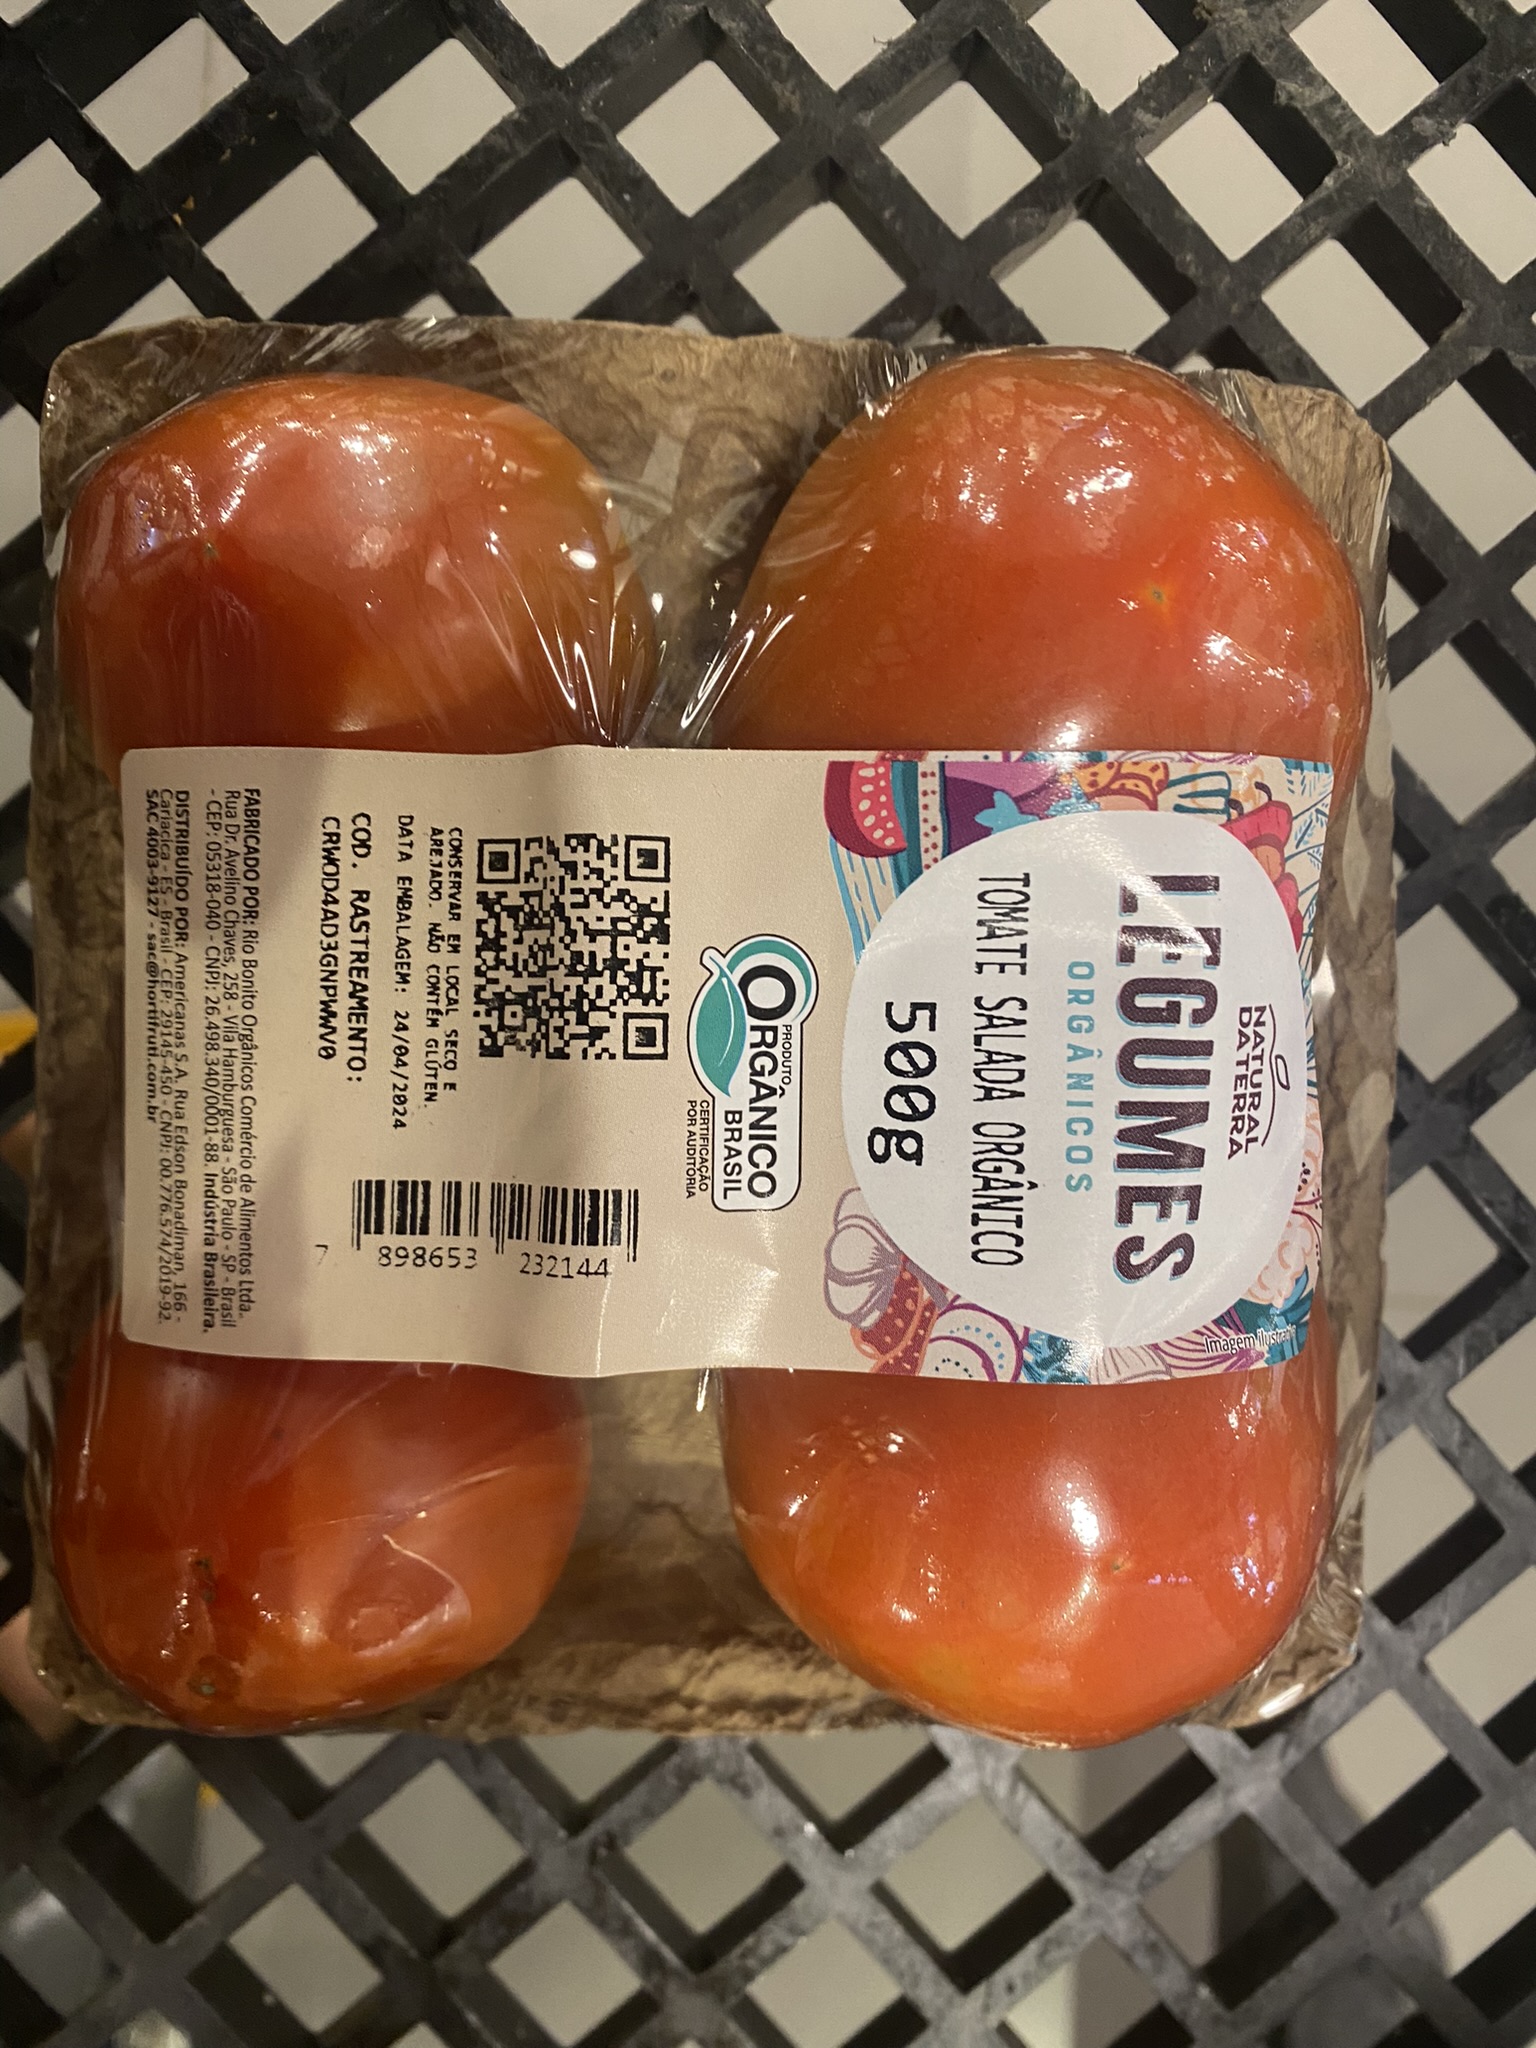 NATURAL
DA TERRA
LEGUMES
ORGÂNICOS
TOMATE SALADA ORGÂNICO
500g
Imagem
PRODUTO
ORGÂNICO
BRASIL
CERTIFICAÇÃO
POR AUDITORIA
CONSERVAR EM LOCAL SECO E
AREJADO. NÃO CONTÉM GLÚTEN.
DATA EMBALAGEM: 24/04/2024
COD. RASTREAMENTO:
CRWOD4AD3GNPWWV0
7 898653 232144
FABRICADO POR: Rio Bonito Orgânicos Comércio de Alimentos Ltda.
Rua Dr. Avelino Chaves, 258 - Vila Hamburguesa - São Paulo - SP - Brasil
- CEP: 05318-040 - CNPJ: 26.498.340/0001-88. Indústria Brasileira.
DISTRIBUÍDO POR: Americanas S.A. Rua Edson Bonadiman, 166 -
Cariacica - ES - Brasil - CEP: 29145-450 - CNPJ: 00.776.574/2019-92.
SAC 4003-9127 - sac@hortifruti.com.br